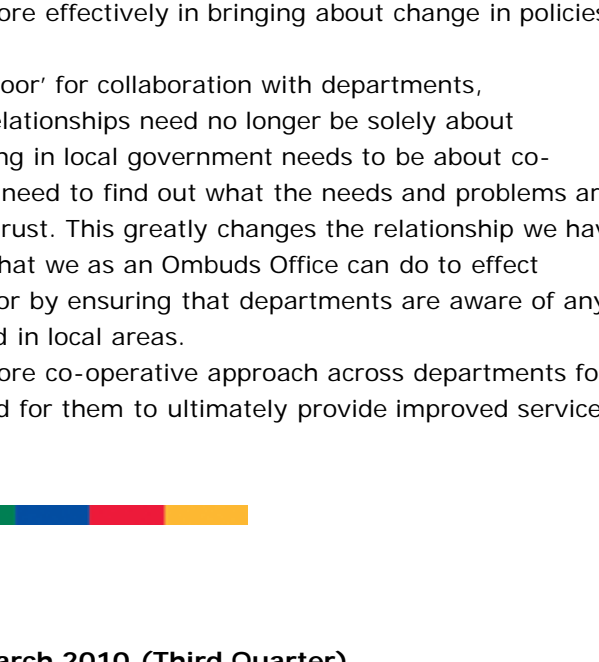 ore effectively in bringing about change in policies
oor' for collaboration with departments,
elationships need no longer be solely about
ng in local government needs to be about co-
need to find out what the needs and problems ar
rust. This greatly changes the relationship we hav
hat we as an Ombuds Office can do to effect
or by ensuring that departments are aware of any
d in local areas.
ore co-operative approach across departments fo
d for them to ultimately provide improved service
arch 2010 (Third Quarter)